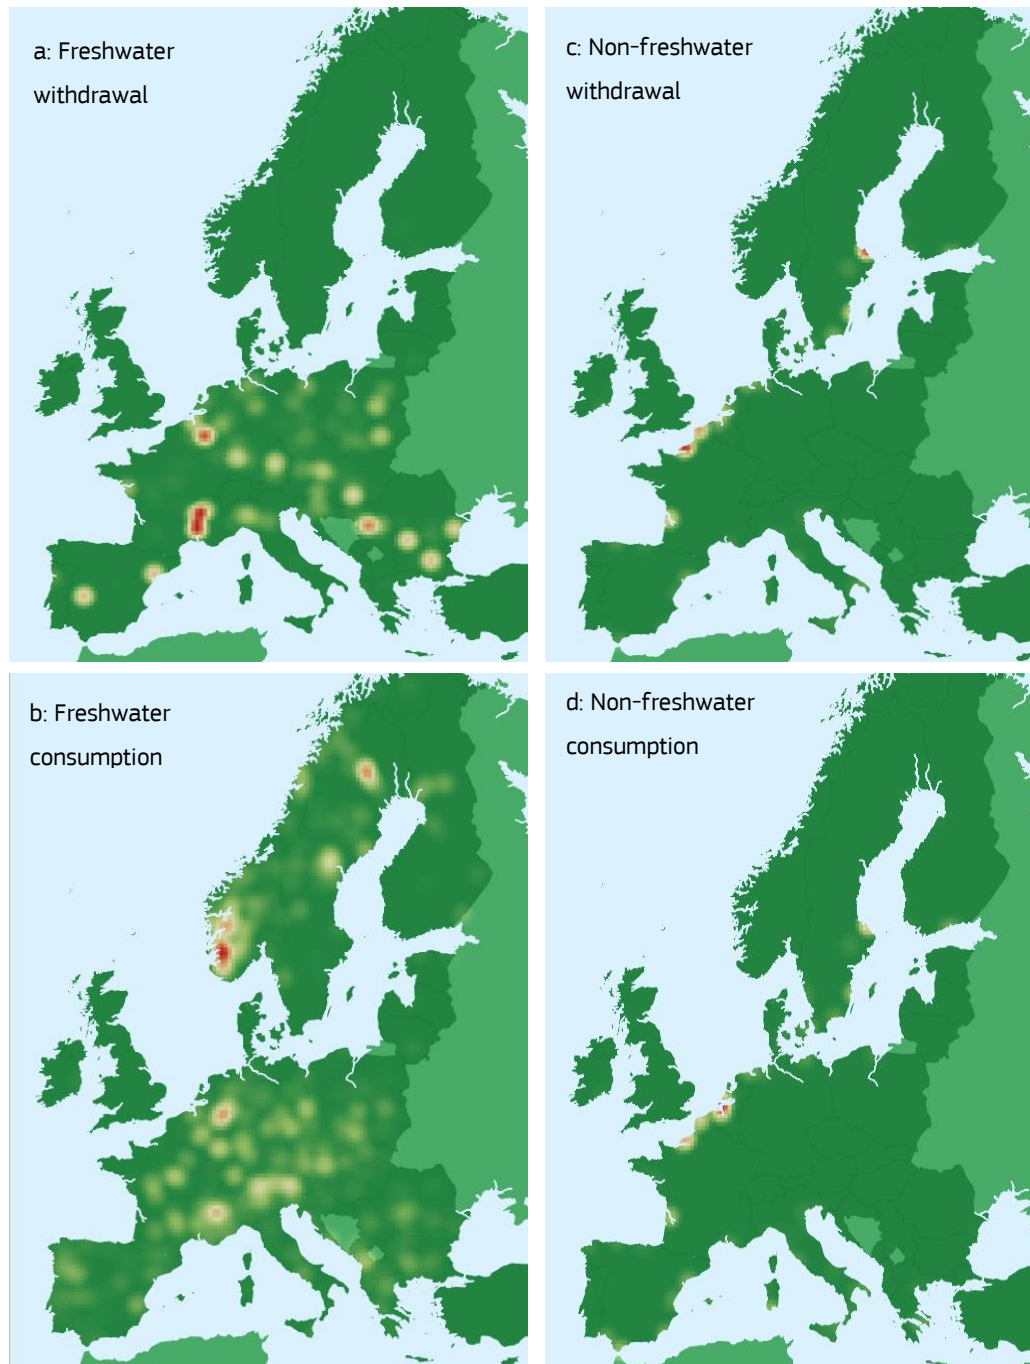 a: Freshwater
withdrawal
c: Non-freshwater
withdrawal
b: Freshwater
consumption
d: Non-freshwater
consumption